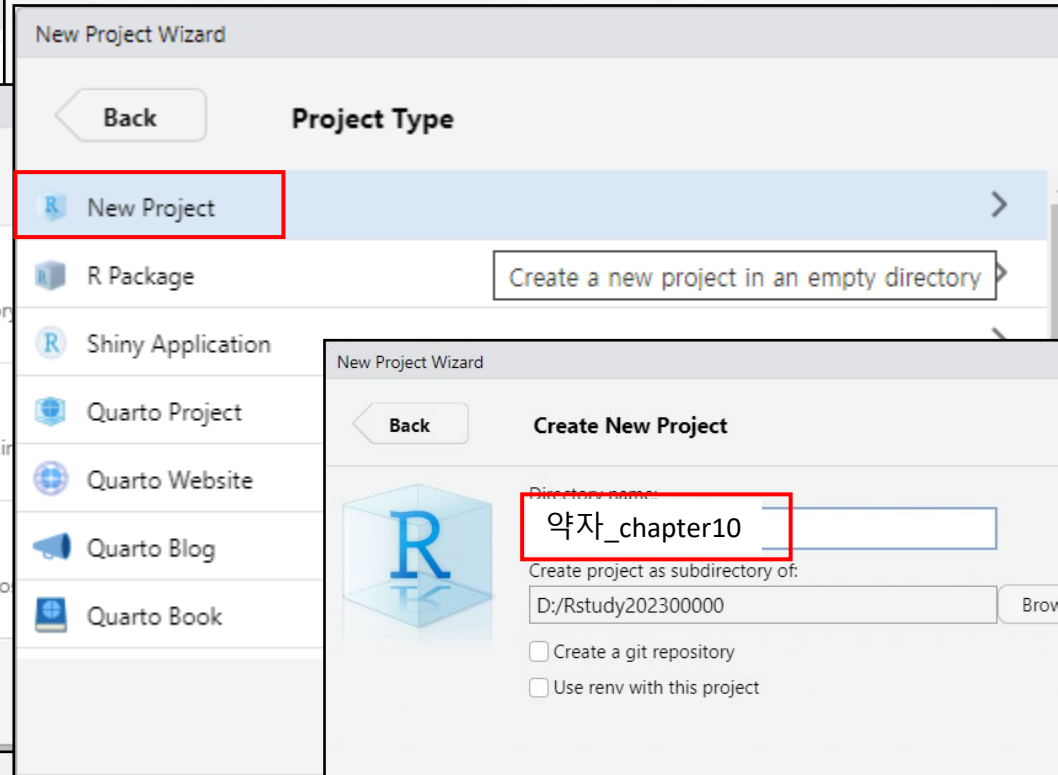 New Project Wizard
Back
Project Type
New Project
R Package
Create a new project in an empty directory
Shiny Application
Quarto Project
Quarto Website
Quarto Blog
Quarto Book
New Project Wizard
Back
Create New Project
Directory name:
약자_chapter10
Create project as subdirectory of:
D:/Rstudy202300000
Create a git repository
Use renv with this project